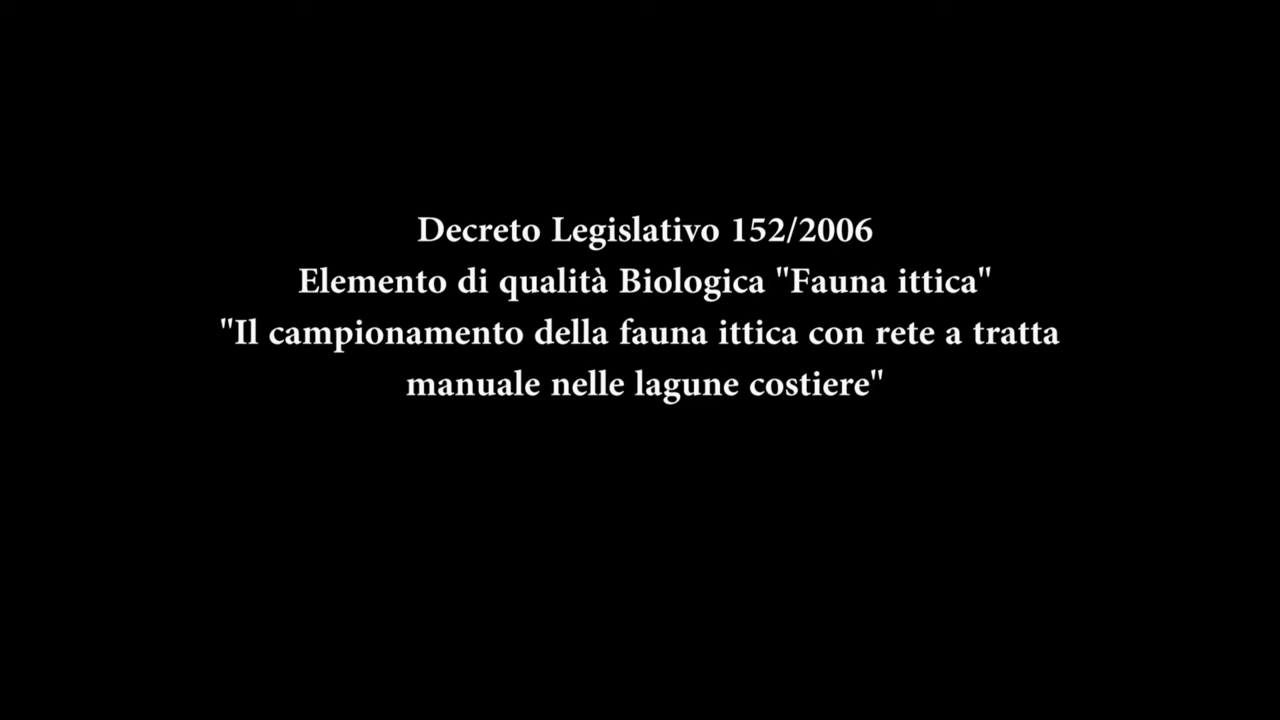 Decreto Legislativo 152/2006
Elemento di qualità Biologica "Fauna ittica"
"Il campionamento della fauna ittica con rete a tratta
manuale nelle lagune costiere"